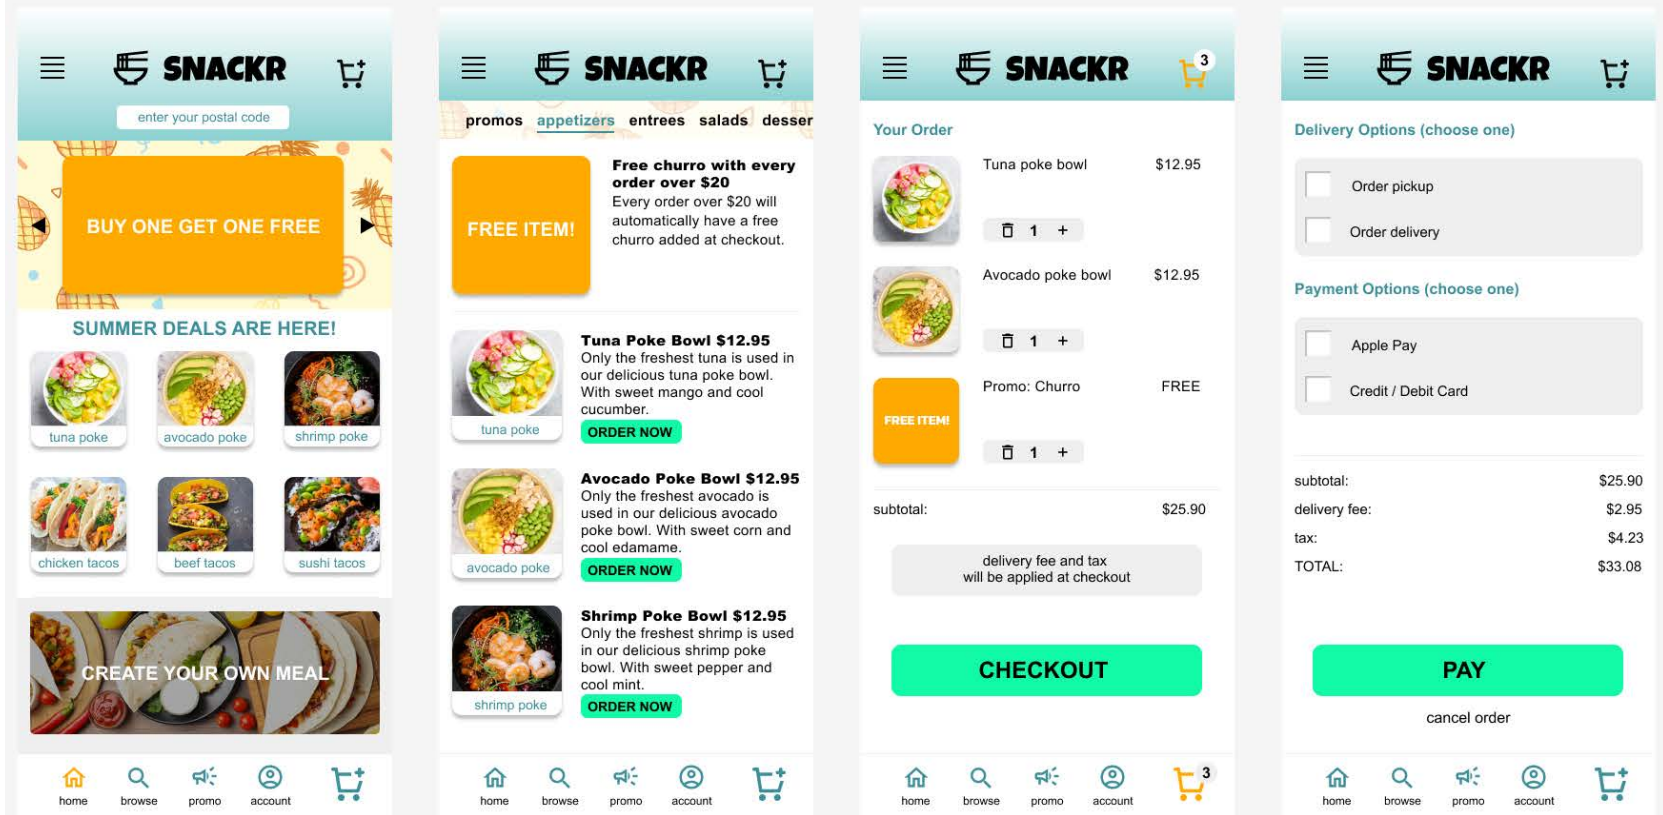 SNACKR
enter your postal code
BUY ONE GET ONE FREE
SUMMER DEALS ARE HERE!
tuna poke
avocado poke
shrimp poke
chicken tacos
beef tacos
sushi tacos
CREATE YOUR OWN MEAL
home
browse
promo
account
SNACKR
promos appetizers entrees salads desser
FREE ITEM!
Free churro with every
order over $20
Every order over $20 will
automatically have a free
churro added at checkout.
tuna poke
Tuna Poke Bowl $12.95
Only the freshest tuna is used in
our delicious tuna poke bowl.
With sweet mango and cool
cucumber.
ORDER NOW
avocado poke
Avocado Poke Bowl $12.95
Only the freshest avocado is
used in our delicious avocado
poke bowl. With sweet corn and
cool edamame.
ORDER NOW
shrimp poke
Shrimp Poke Bowl $12.95
Only the freshest shrimp is used
in our delicious shrimp poke
bowl. With sweet pepper and
cool mint.
ORDER NOW
home
browse
promo
account
SNACKR
3
Your Order
Tuna poke bowl $12.95
1 +
Avocado poke bowl $12.95
1 +
FREE ITEM!
Promo: Churro FREE
1 +
subtotal: $25.90
delivery fee and tax
will be applied at checkout
CHECKOUT
home
browse
promo
account
3
SNACKR
Delivery Options (choose one)
Order pickup
Order delivery
Payment Options (choose one)
Apple Pay
Credit / Debit Card
subtotal: $25.90
delivery fee: $2.95
tax: $4.23
TOTAL: $33.08
PAY
cancel order
home
browse
promo
account